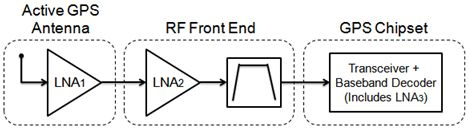 Active GPS
Antenna
RF Front End
GPS Chipset
LNA1
LNA2
Transceiver +
Baseband Decoder
(Includes LNA3)